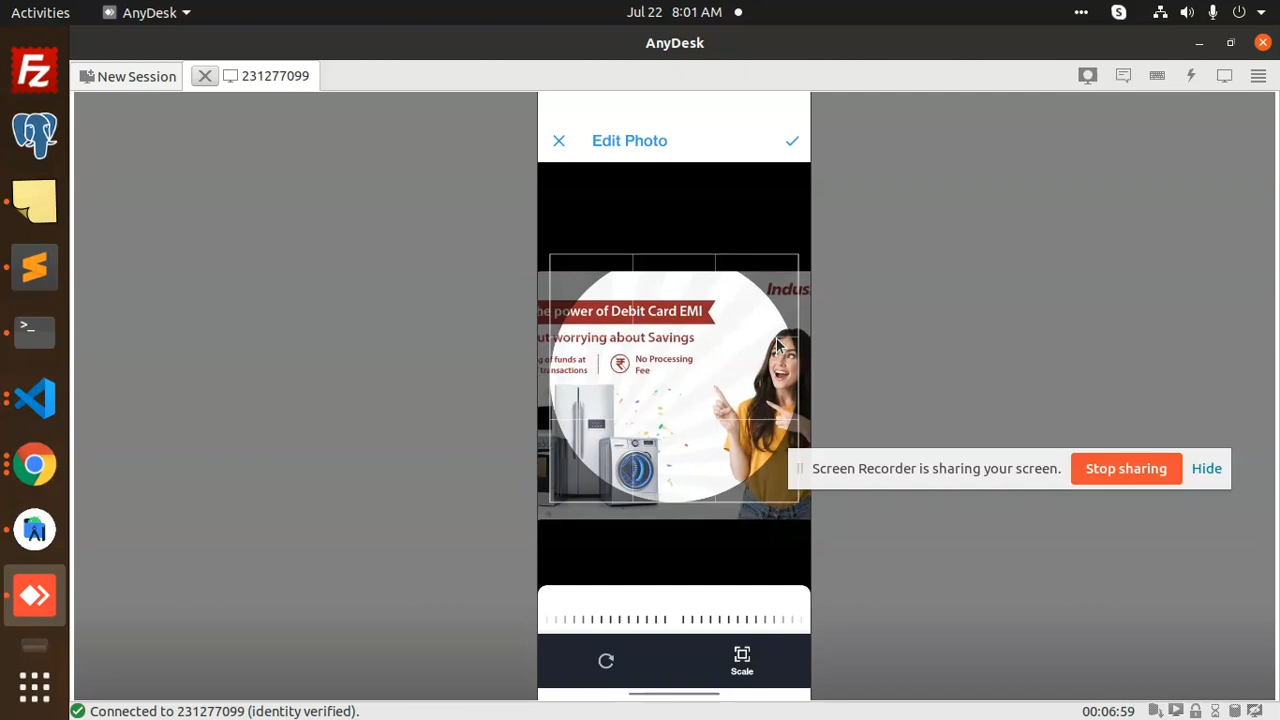 Activities
AnyDesk
Jul 22 8:01 AM
AnyDesk
New Session
231277099
Edit Photo
Indus
he power of Debit Card EMI
ut worrying about Savings
g of funds at
transactions
No Processing
Fee
Screen Recorder is sharing your screen.
Stop sharing
Hide
Scale
Connected to 231277099 (identity verified).
00:06:59